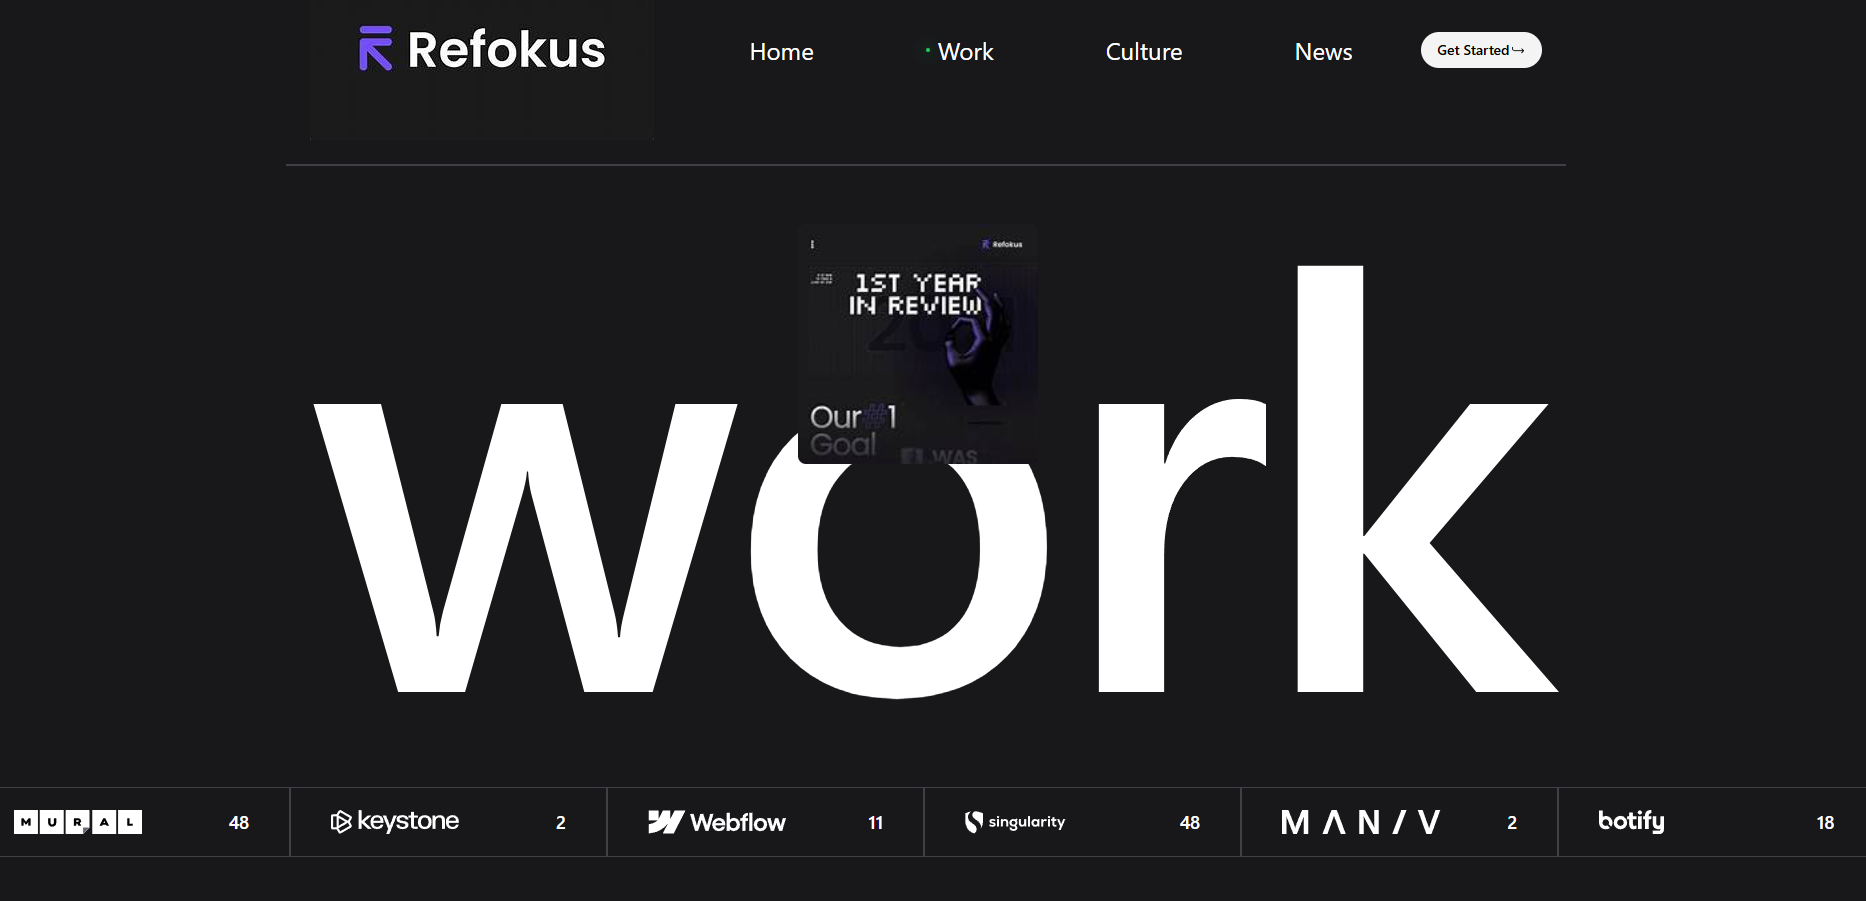 Refokus
Home
Work
Culture
News
Get Started
Refokus
1ST YEAR
IN REVIEW
Our #1
Goal
WAS
work
MURAL 48
keystone 2
Webflow 11
singularity 48
MAN/V 2
botify 18